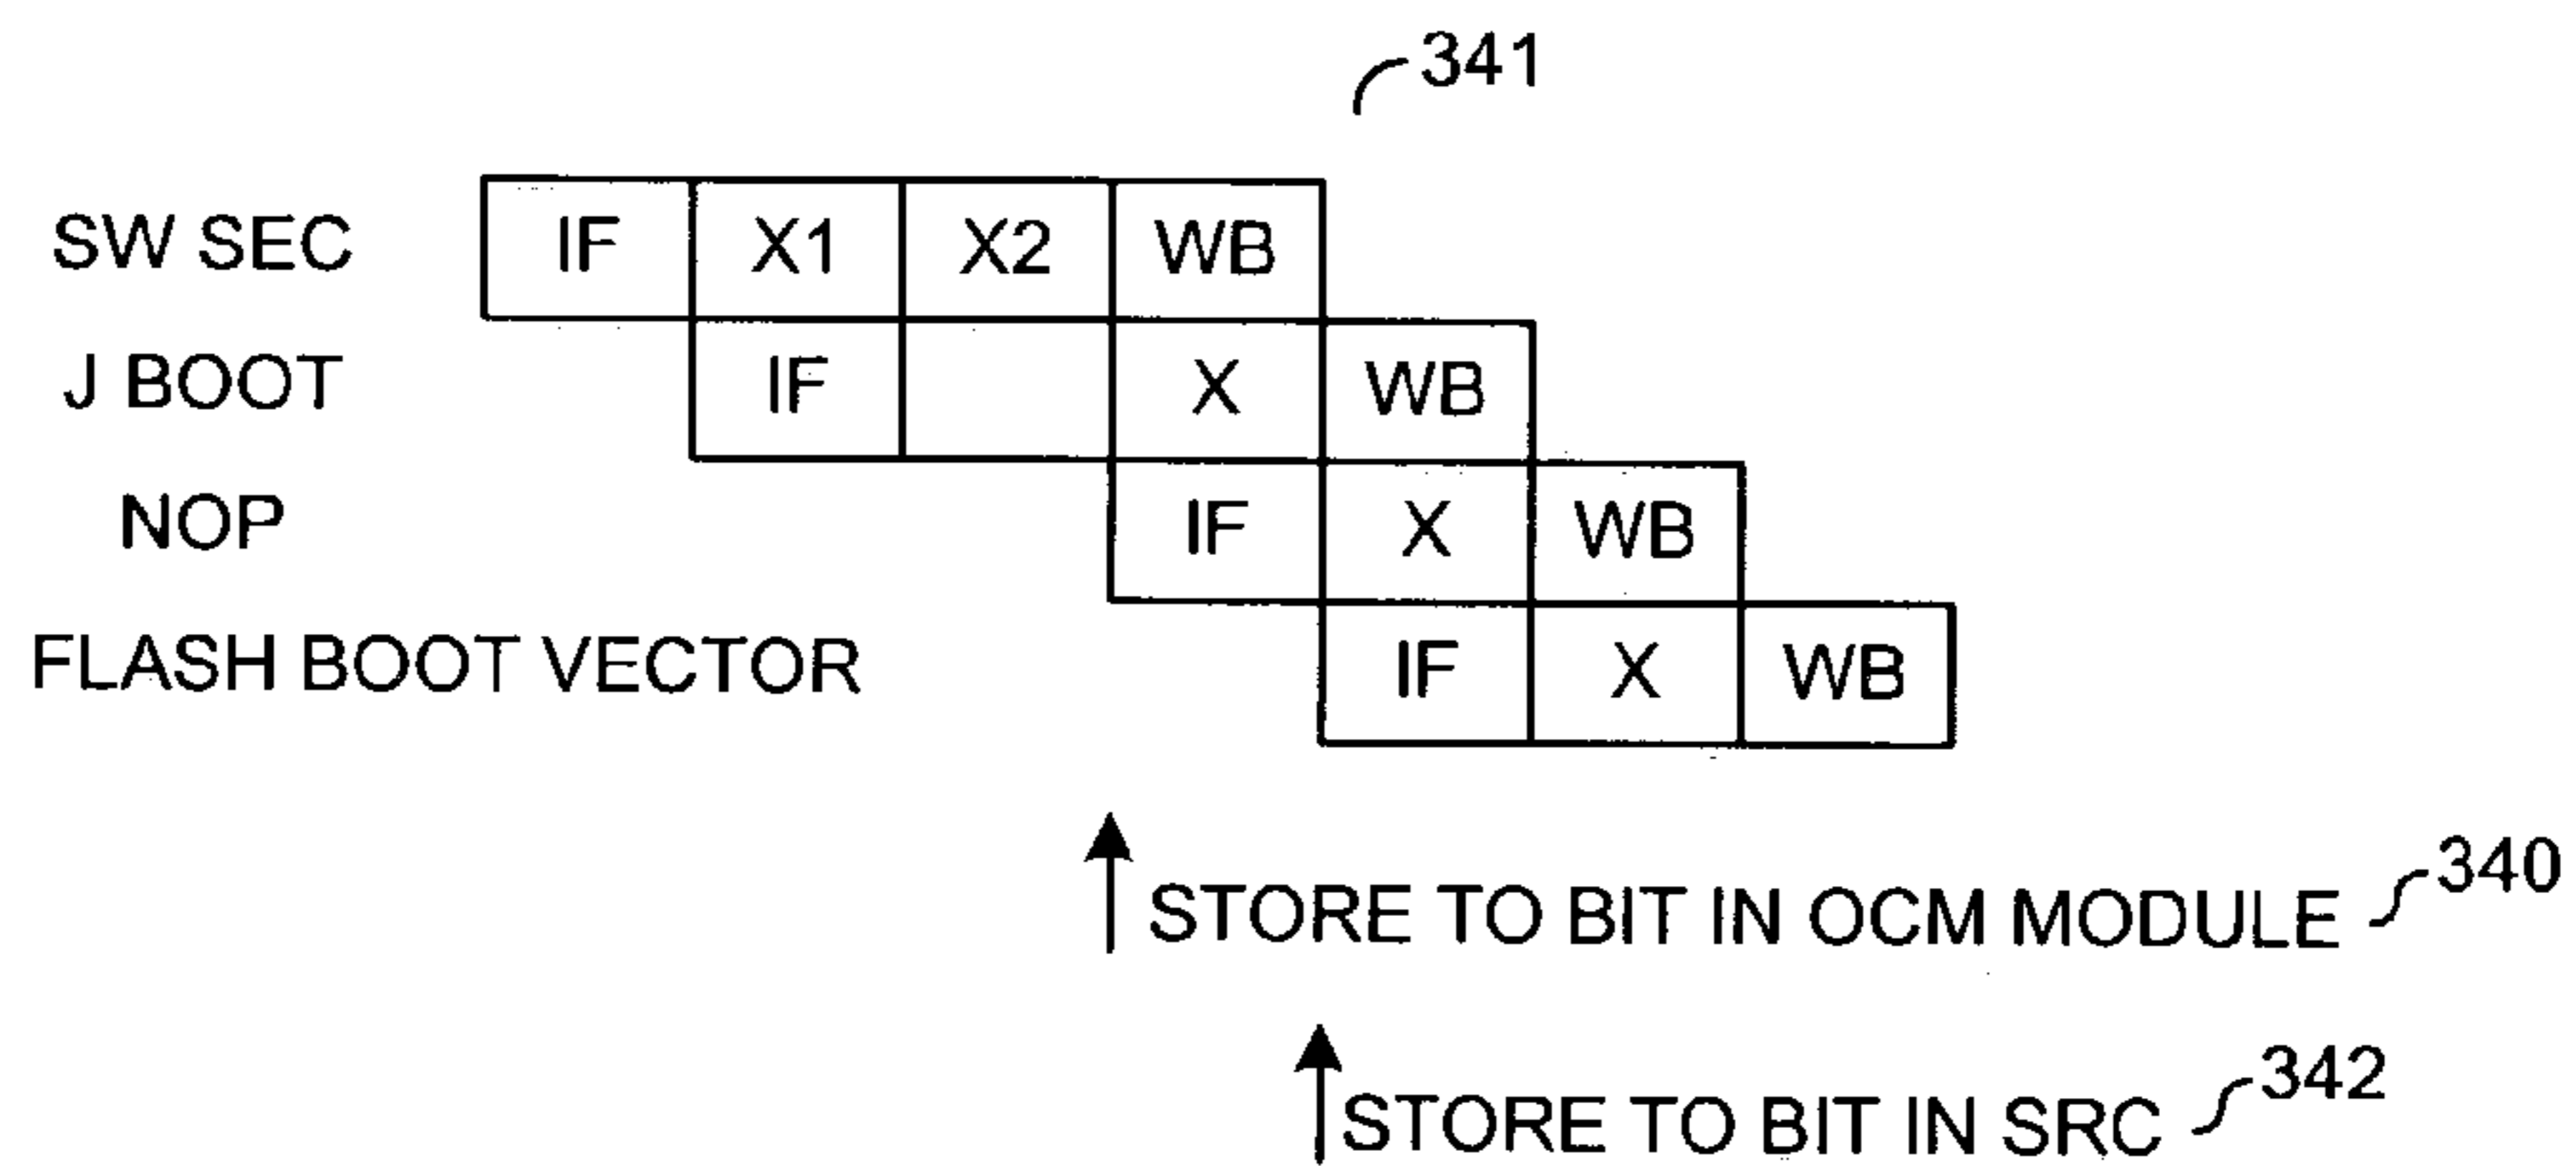 341
SW SEC IF X1 X2 WB
J BOOT IF X WB
NOP IF X WB
FLASH BOOT VECTOR IF X WB
STORE TO BIT IN OCM MODULE 340
STORE TO BIT IN SRC 342